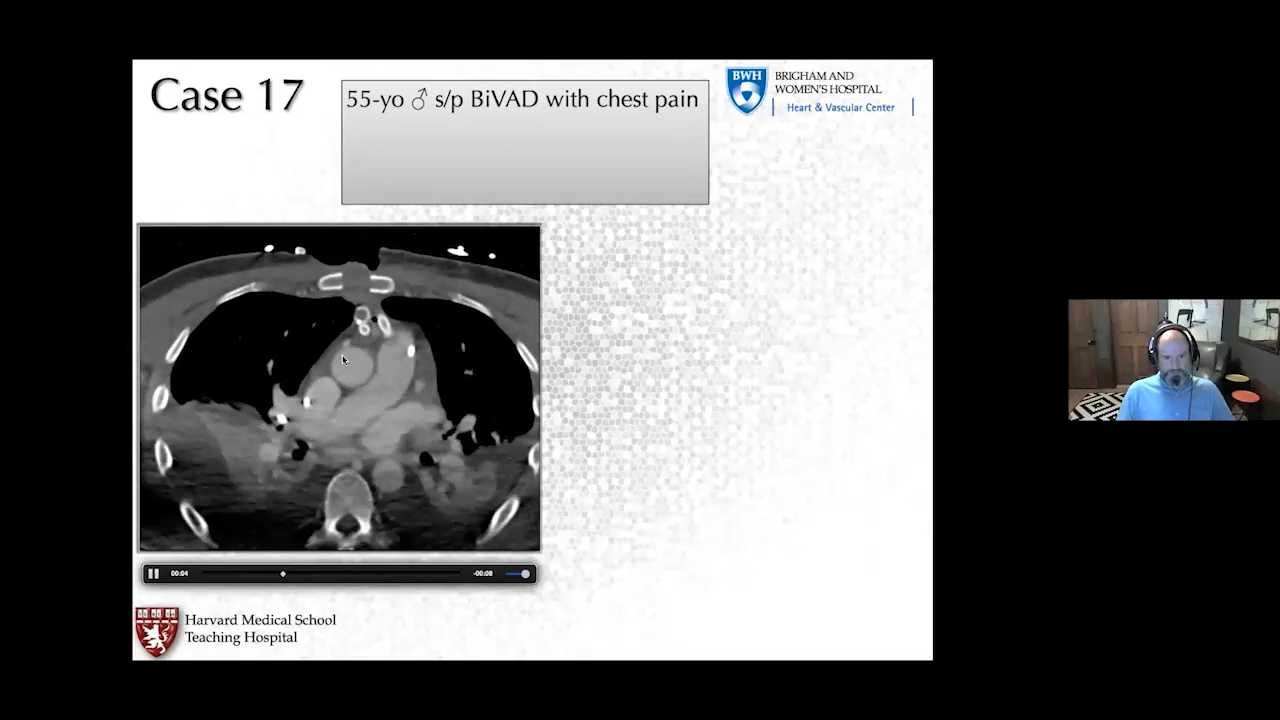 Case 17
55-yo ♂ s/p BiVAD with chest pain
BWH
BRIGHAM AND
WOMEN'S HOSPITAL
Heart & Vascular Center
00:04
-00:08
Harvard Medical School
Teaching Hospital